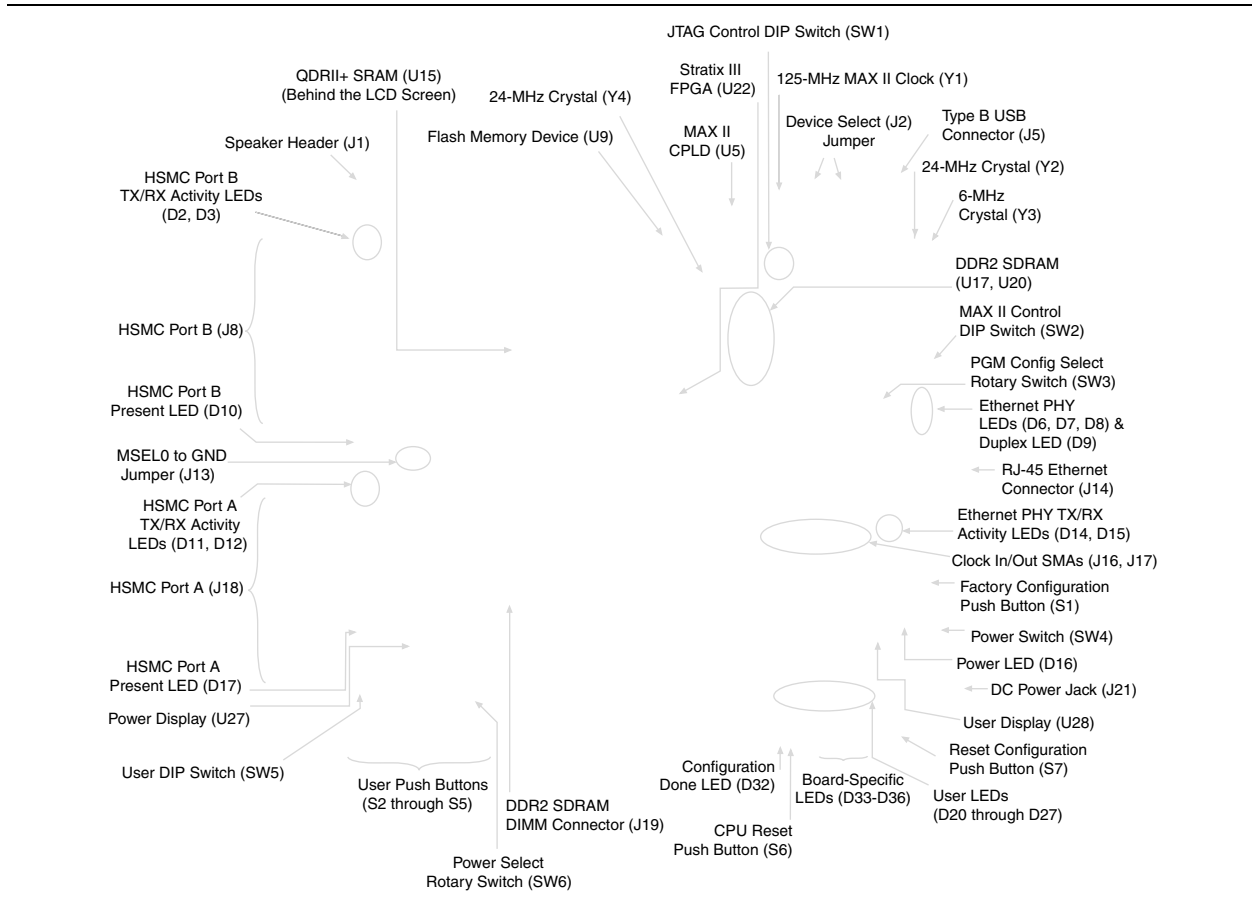 JTAG Control DIP Switch (SW1)
QDRII+ SRAM (U15)
(Behind the LCD Screen)
24-MHz Crystal (Y4)
Stratix III
FPGA (U22)
125-MHz MAX II Clock (Y1)
Speaker Header (J1)
Flash Memory Device (U9)
MAX II
CPLD (U5)
Device Select (J2)
Jumper
Type B USB
Connector (J5)
HSMC Port B
TX/RX Activity LEDs
(D2, D3)
24-MHz Crystal (Y2)
6-MHz
Crystal (Y3)
DDR2 SDRAM
(U17, U20)
HSMC Port B (J8)
MAX II Control
DIP Switch (SW2)
PGM Config Select
Rotary Switch (SW3)
HSMC Port B
Present LED (D10)
Ethernet PHY
LEDs (D6, D7, D8) &
Duplex LED (D9)
MSEL0 to GND
Jumper (J13)
RJ-45 Ethernet
Connector (J14)
HSMC Port A
TX/RX Activity
LEDs (D11, D12)
Ethernet PHY TX/RX
Activity LEDs (D14, D15)
Clock In/Out SMAs (J16, J17)
HSMC Port A (J18)
Factory Configuration
Push Button (S1)
Power Switch (SW4)
HSMC Port A
Present LED (D17)
Power LED (D16)
DC Power Jack (J21)
Power Display (U27)
User Display (U28)
User DIP Switch (SW5)
Reset Configuration
Push Button (S7)
User Push Buttons
(S2 through S5)
Configuration
Done LED (D32)
Board-Specific
LEDs (D33-D36)
User LEDs
(D20 through D27)
DDR2 SDRAM
DIMM Connector (J19)
CPU Reset
Push Button (S6)
Power Select
Rotary Switch (SW6)